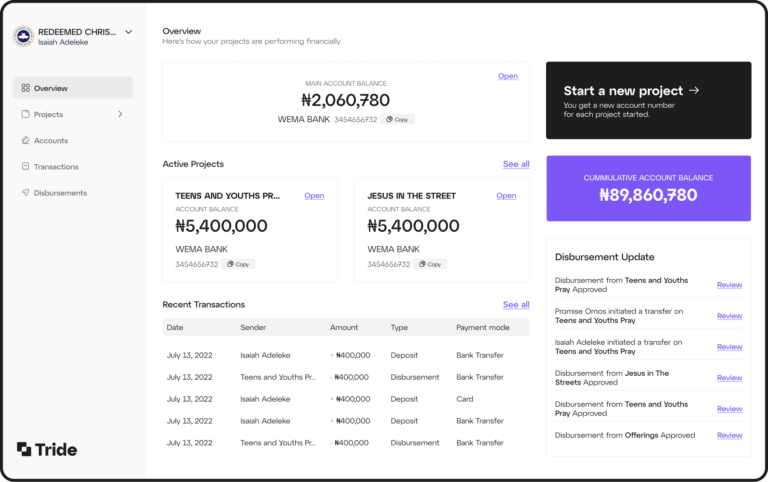 REDEEMED CHRIS...
Isaiah Adeleke
Overview
Projects
Accounts
Transactions
Disbursements
Tride
Overview
Here's how your projects are performing financially
Open
MAIN ACCOUNT BALANCE
₦2,060,780
WEMA BANK 3454656732 Copy
Active Projects See all
TEENS AND YOUTHS PR... Open
ACCOUNT BALANCE
₦5,400,000
WEMA BANK
3454656732 Copy
JESUS IN THE STREET Open
ACCOUNT BALANCE
₦5,400,000
WEMA BANK
3454656732 Copy
Recent Transactions See all
Date Sender Amount Type Payment mode
July 13, 2022 Isaiah Adeleke + ₦400,000 Deposit Bank Transfer
July 13, 2022 Teens and Youths Pr... - ₦400,000 Disbursement Bank Transfer
July 13, 2022 Isaiah Adeleke + ₦400,000 Deposit Card
July 13, 2022 Isaiah Adeleke + ₦400,000 Deposit Bank Transfer
July 13, 2022 Teens and Youths Pr... - ₦400,000 Disbursement Bank Transfer
Start a new project →
You get a new account number
for each project started.
CUMMULATIVE ACCOUNT BALANCE
₦89,860,780
Disbursement Update
Disbursement from Teens and Youths
Pray Approved Review
Promise Omos initiated a transfer on
Teens and Youths Pray Review
Isaiah Adeleke initiated a transfer on
Teens and Youths Pray Review
Disbursement from Jesus in The
Streets Approved Review
Disbursement from Teens and Youths
Pray Approved Review
Disbursement from Offerings Approved Review